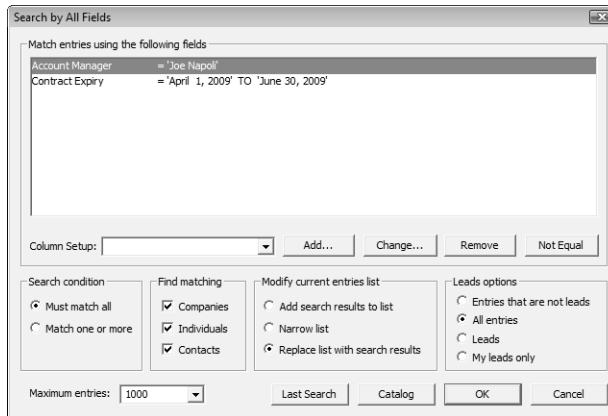 Search by All Fields
Match entries using the following fields
Account Manager = 'Joe Napoli'
Contract Expiry = 'April 1, 2009' TO 'June 30, 2009'
Column Setup: Add... Change... Remove Not Equal
Search condition Find matching Modify current entries list Leads options
Must match all Companies Add search results to list Entries that are not leads
Match one or more Individuals Narrow list All entries
Contacts Replace list with search results Leads
My leads only
Maximum entries: 1000 Last Search Catalog OK Cancel